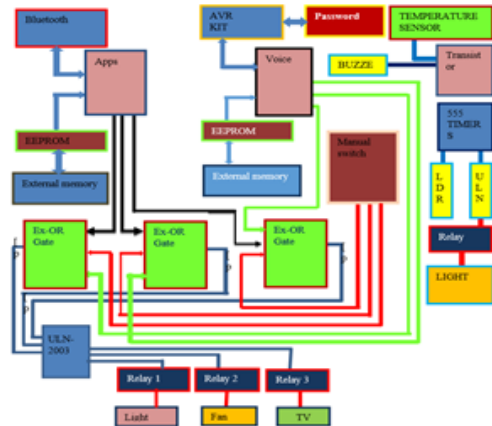 Bluetooth
AVR
KIT
Password
TEMPERATURE
SENSOR
Apps
Voice
BUZZE
Transist
or
EEPROM
EEPROM
Manual
switch
555
TIMER
S
External memory
External memory
L
D
R
U
L
N
Ex-OR
Gate
Ex-OR
Gate
Ex-OR
Gate
Relay
LIGHT
ULN-
2003
Relay 1
Relay 2
Relay 3
Light
Fan
TV